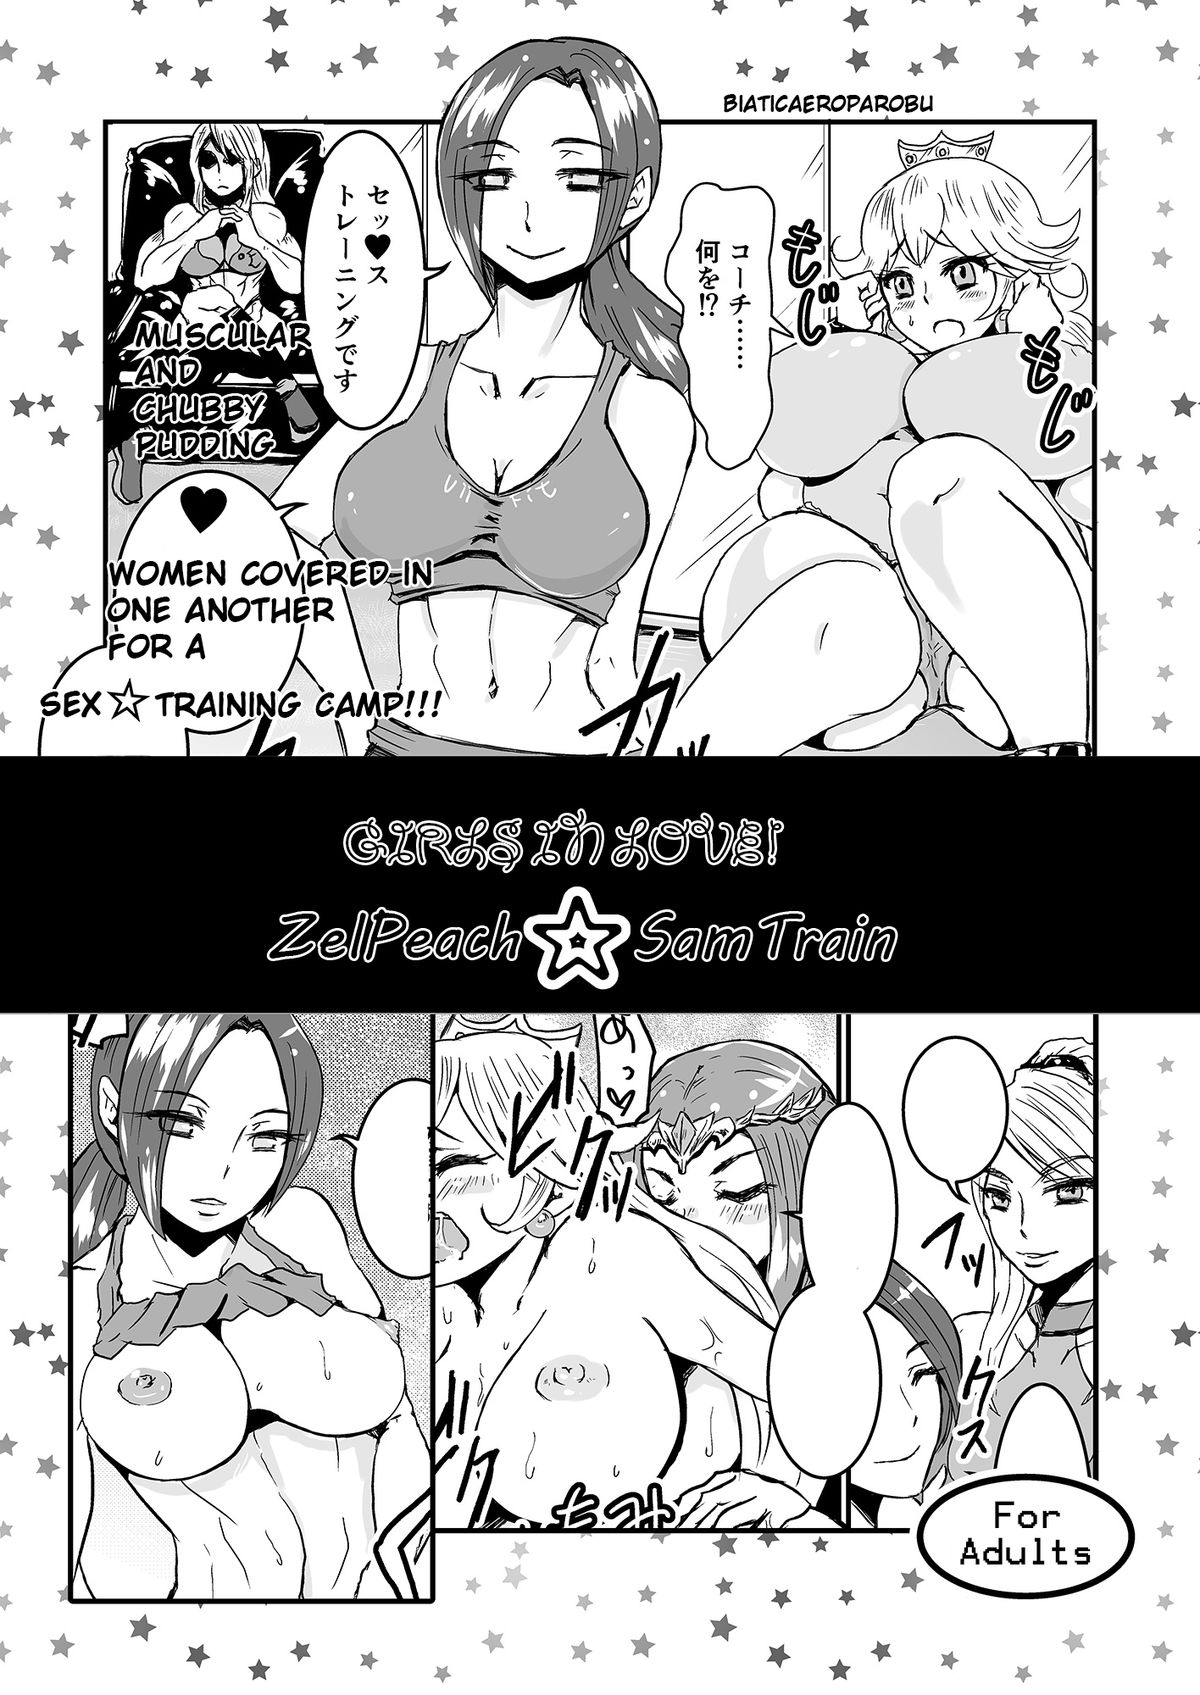 BIATICAEROPAROBU
コーチ……
何を!?
もじ
もじ
セッ♥ス
トレーニングです
Wii Fit
MUSCULAR
AND
CHUBBY
PUDDING
♥
WOMEN COVERED IN
ONE ANOTHER
FOR A
SEX☆TRAINING CAMP!!!
GIRLS IN LOVE!
ZelPeach☆SamTrain
クス
For
Adults